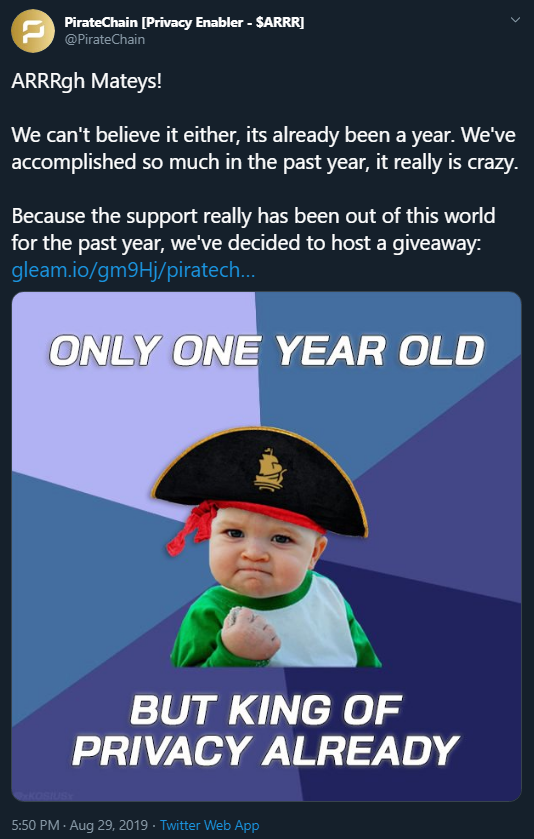 PirateChain [Privacy Enabler - $ARRR]
@PirateChain
ARRRgh Mateys!
We can't believe it either, its already been a year. We've
accomplished so much in the past year, it really is crazy.
Because the support really has been out of this world
for the past year, we've decided to host a giveaway:
gleam.io/gm9Hj/piratech...
ONLY ONE YEAR OLD
BUT KING OF
PRIVACY ALREADY
5:50 PM · Aug 29, 2019 · Twitter Web App